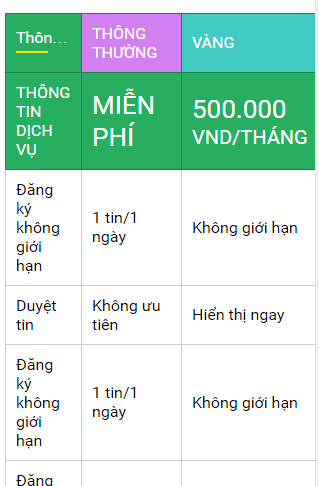 Thôn...
THÔNG
THƯỜNG
VÀNG
THÔNG
TIN
DỊCH
VỤ
MIỄN
PHÍ
500.000
VND/THÁNG
Đăng
ký
không
giới
hạn
1 tin/1
ngày
Không giới hạn
Duyệt
tin
Không ưu
tiên
Hiển thị ngay
Đăng
ký
không
giới
hạn
1 tin/1
ngày
Không giới hạn
Đăng